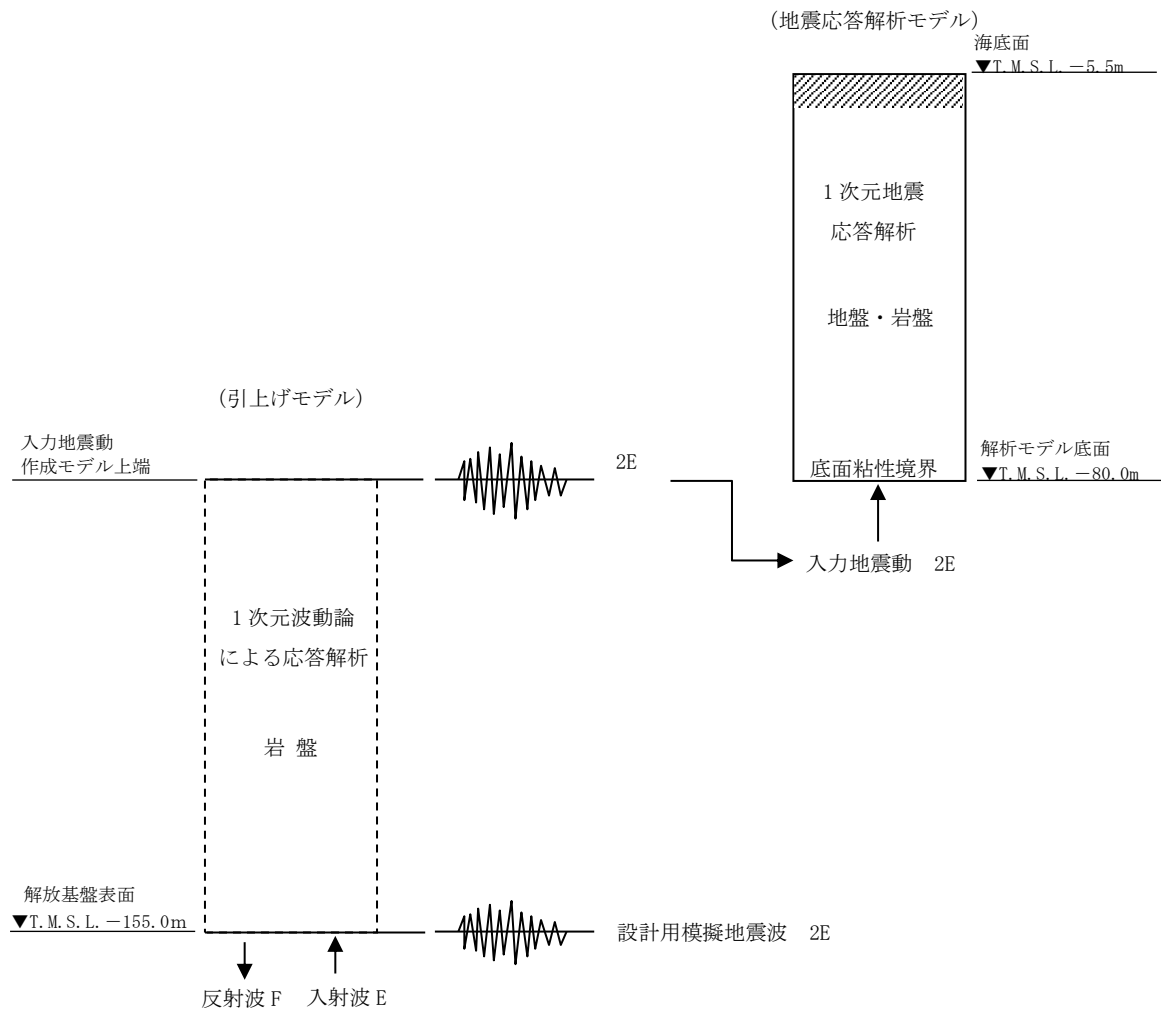 (地震応答解析モデル)
海底面
▼T.M.S.L.－5.5m
1次元地震
応答解析
地盤・岩盤
(引上げモデル)
入力地震動
作成モデル上端
2E
底面粘性境界
解析モデル底面
▼T.M.S.L.－80.0m
入力地震動　2E
1次元波動論
による応答解析
岩 盤
解放基盤表面
▼T.M.S.L.－155.0m
設計用模擬地震波　2E
反射波F　入射波E